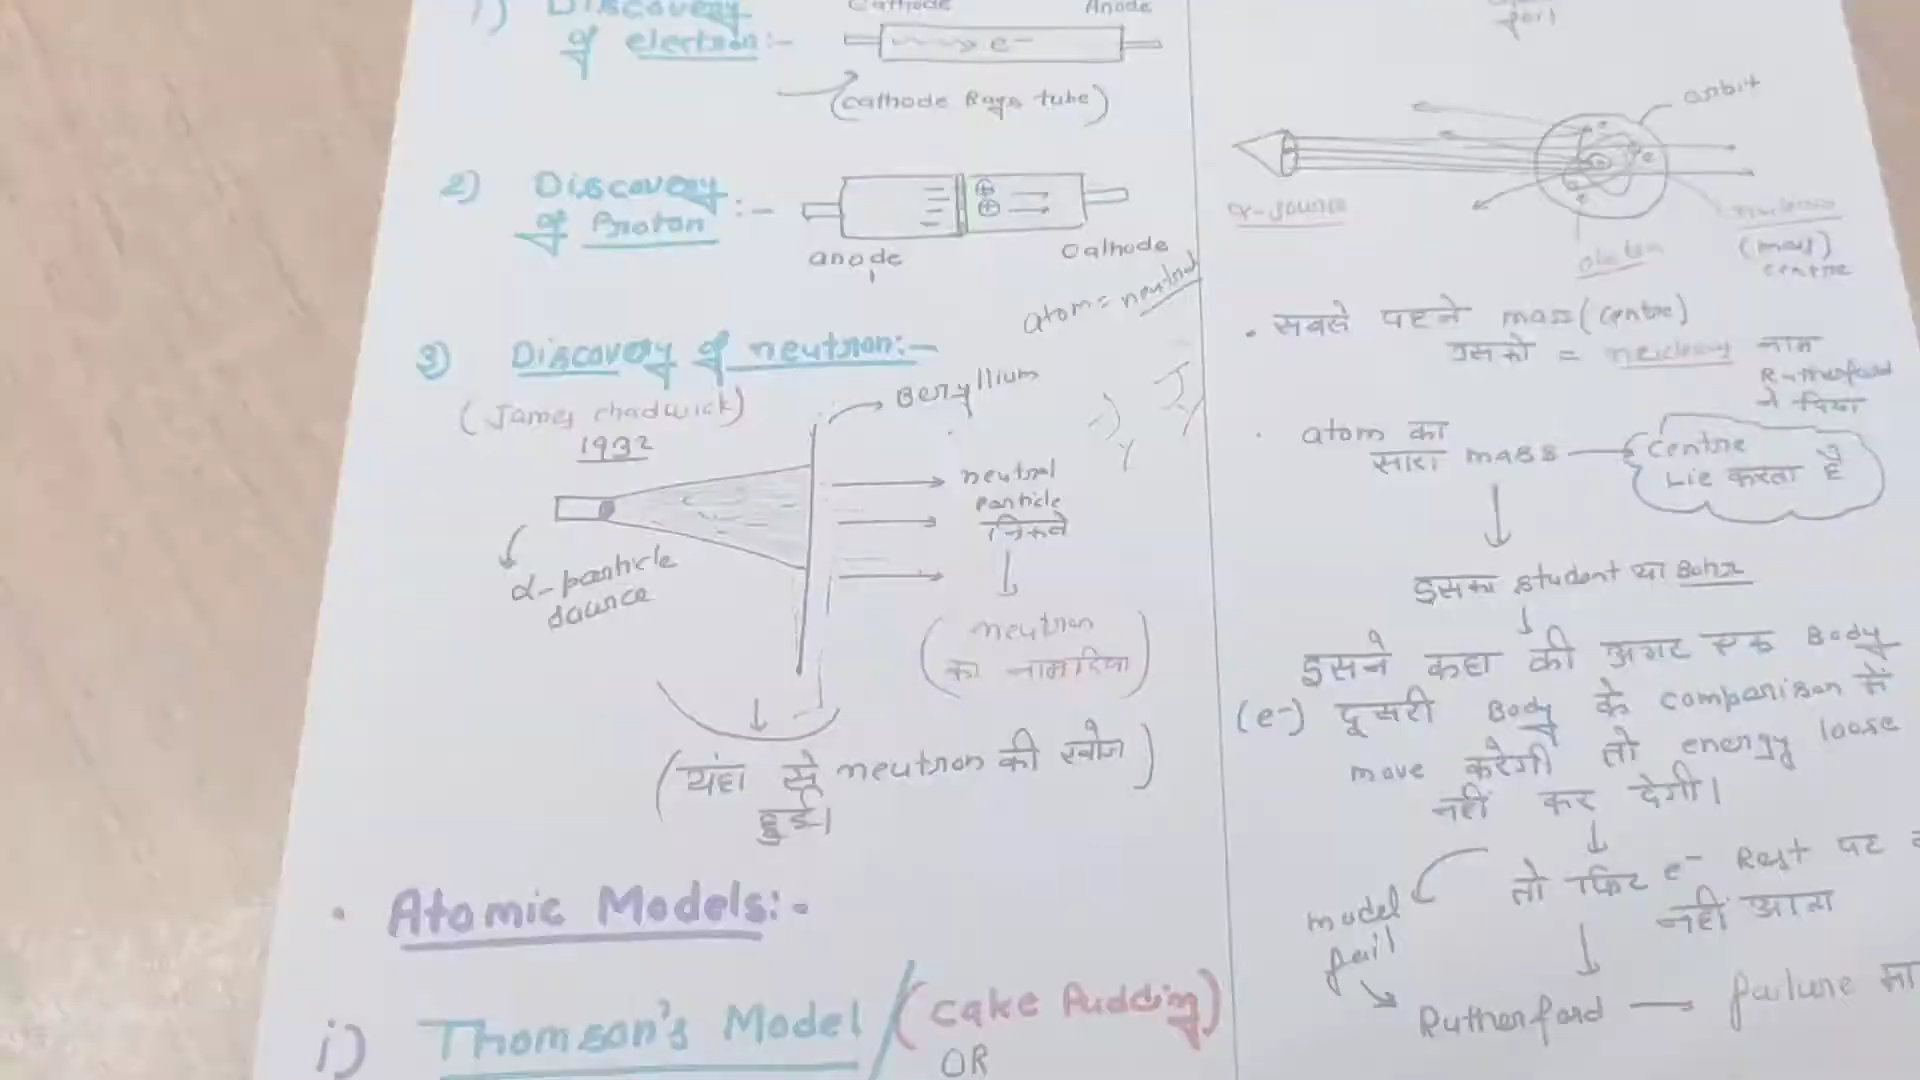 1) Discovery
of electron:-
Cathode Anode
e-
(cathode Rays tube)
2) Discovery
of Proton :-
anode
Cathode
atom = neutral
3) Discovery of neutron:-
(James chadwick)
1932
Beryllium
neutral
particle
निकले
α-particle
source
(neutron
का नाम दिया)
(यंहा से neutron की खोज
हुई।)
• Atomic Models:-
i) Thomson's Model / (Cake Pudding)
OR
orbit
α-source
electron
nucleus
(mass)
centre
• सबसे पहले mass (centre)
उसको = nucleus नाम
Rutherford
ने दिया
• atom का
सारा mass
centre
Lie करता है
इसका student था Bohr
इसने कहा की अगर एक Body
(e-) दूसरी Body के comparison में
move करेगी तो energy loose
नहीं कर देगी।
तो फिर e- Rest पर
नहीं आता
model
fail
Rutherford — failure